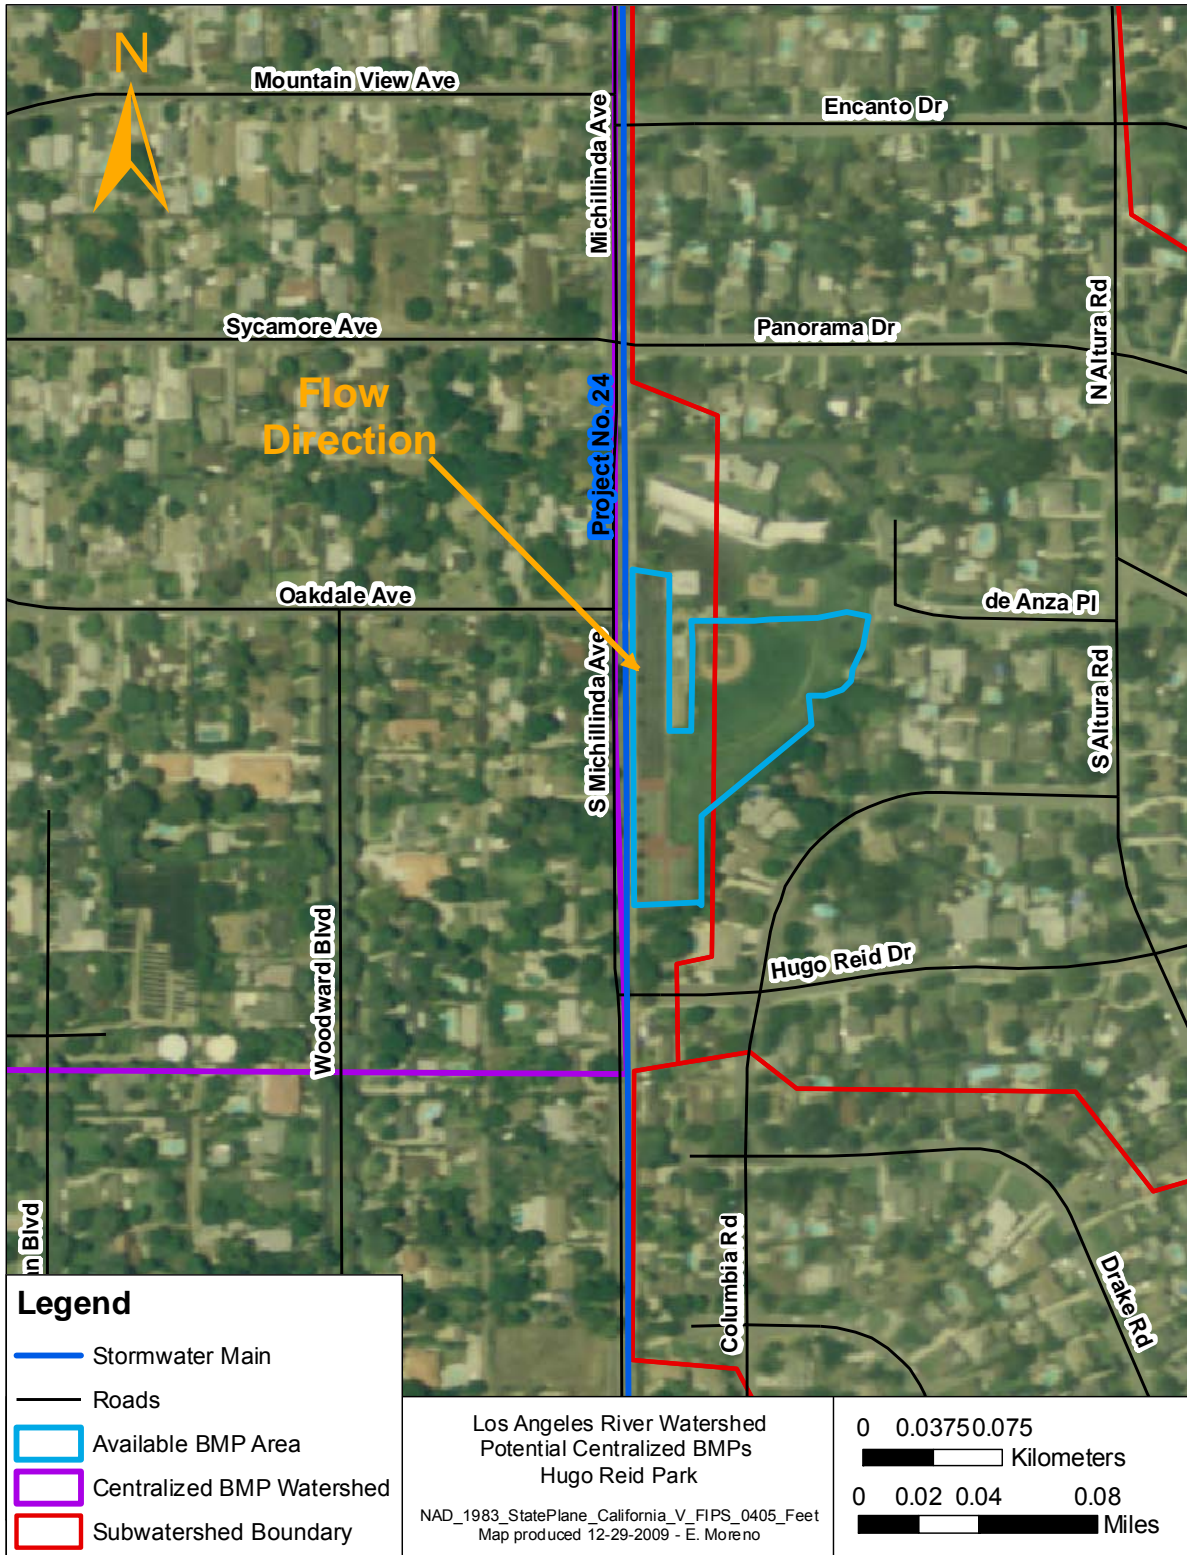 N
Mountain View Ave
Michillinda Ave
Encanto Dr
N Altura Rd
Sycamore Ave
Panorama Dr
Flow
Direction
Project No. 24
Oakdale Ave
de Anza Pl
S Michillinda Ave
S Altura Rd
Woodward Blvd
Hugo Reid Dr
n Blvd
Columbia Rd
Drake Rd
Legend
Stormwater Main
Roads
Available BMP Area
Centralized BMP Watershed
Subwatershed Boundary
Los Angeles River Watershed
Potential Centralized BMPs
Hugo Reid Park
NAD_1983_StatePlane_California_V_FIPS_0405_Feet
Map produced 12-29-2009 - E. Moreno
0 0.0375 0.075
Kilometers
0 0.02 0.04 0.08
Miles